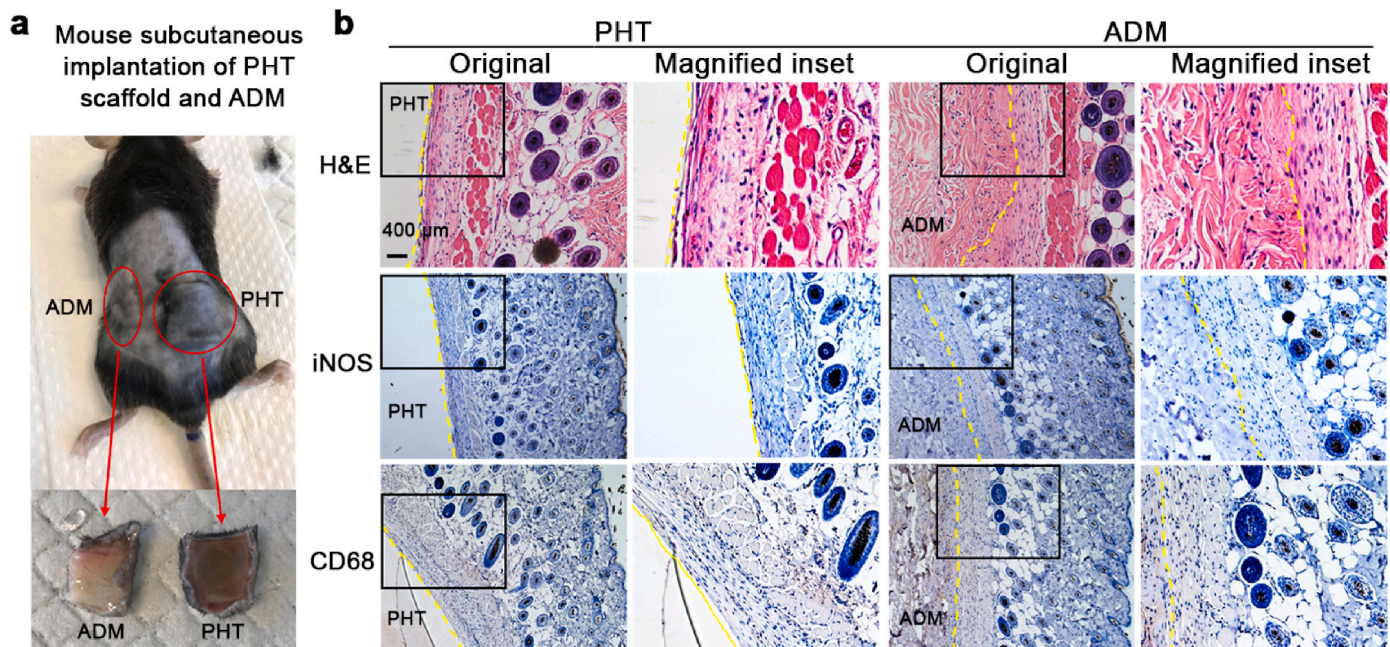 a
Mouse subcutaneous
implantation of PHT
scaffold and ADM
ADM
PHT
ADM
PHT
b
PHT
ADM
Original
Magnified inset
Original
Magnified inset
H&E
PHT
400 µm
ADM
iNOS
PHT
ADM
CD68
PHT
ADM